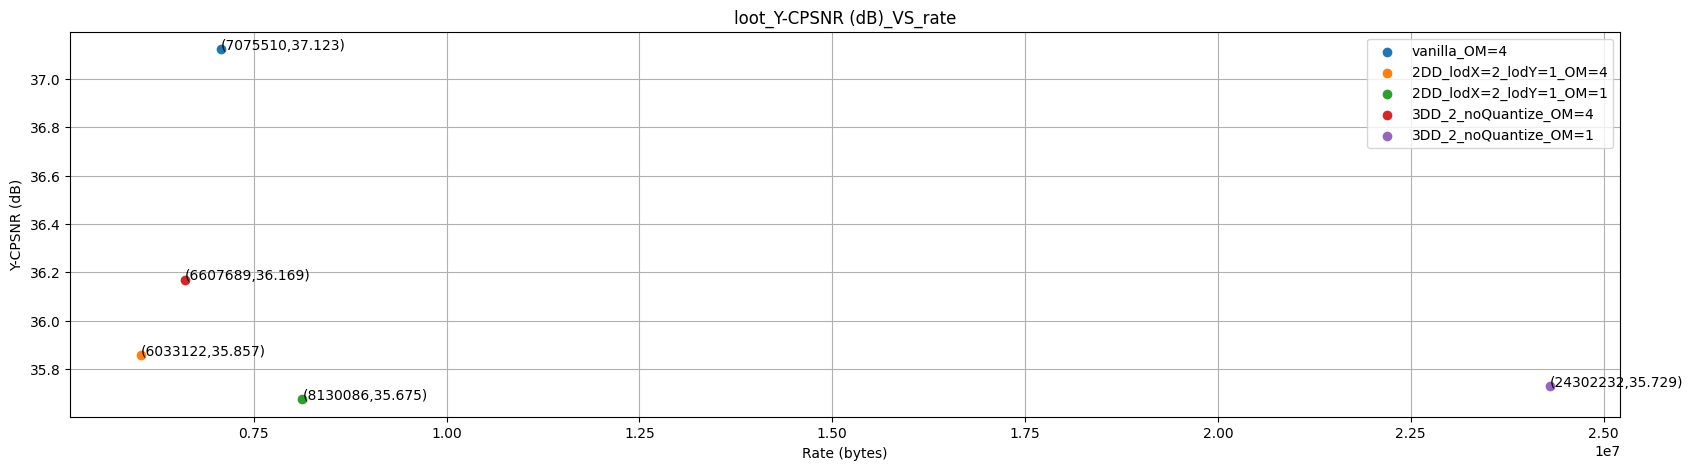 loot_Y-CPSNR (dB)_VS_rate
(7075510,37.123)
vanilla_OM=4
2DD_lodX=2_lodY=1_OM=4
2DD_lodX=2_lodY=1_OM=1
3DD_2_noQuantize_OM=4
3DD_2_noQuantize_OM=1
37.0
36.8
36.6
36.4
36.2
36.0
35.8
Y-CPSNR (dB)
(6607689,36.169)
(6033122,35.857)
(8130086,35.675)
(24302232,35.729)
0.75
1.00
1.25
1.50
1.75
2.00
2.25
2.50
1e7
Rate (bytes)